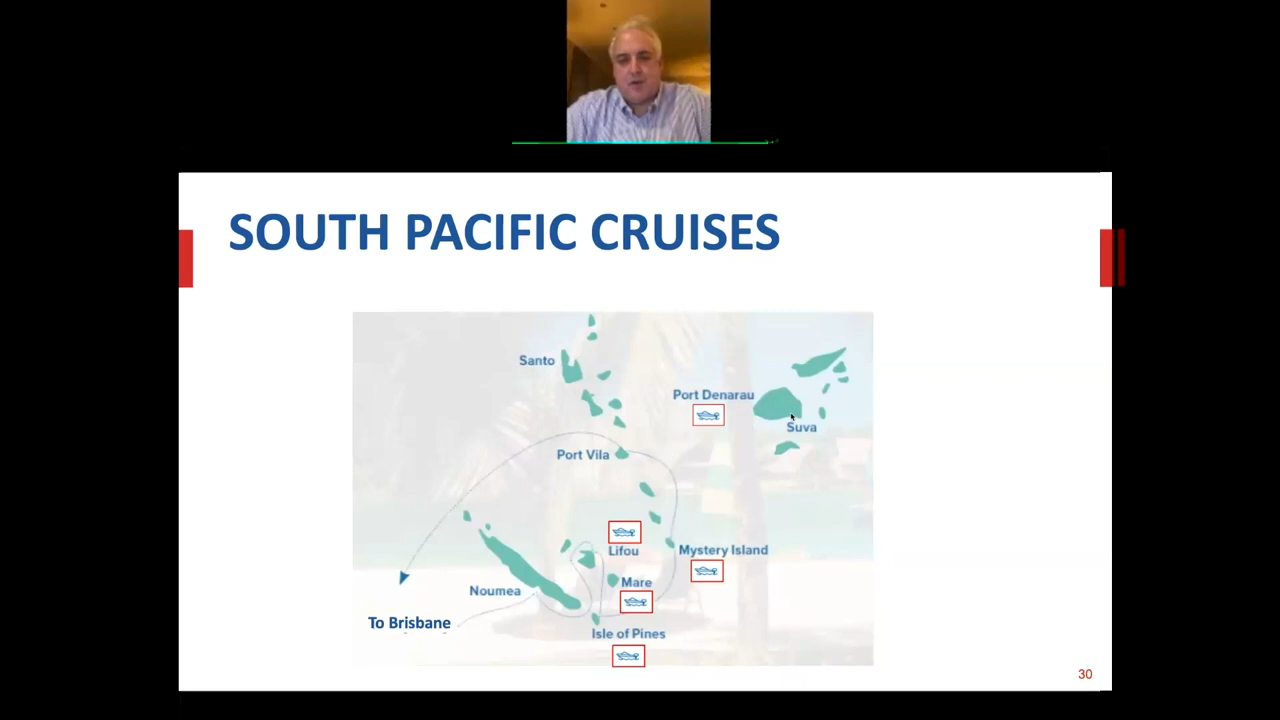 SOUTH PACIFIC CRUISES
Santo
Port Denarau
Suva
Port Vila
Lifou
Mystery Island
Mare
Noumea
To Brisbane
Isle of Pines
30